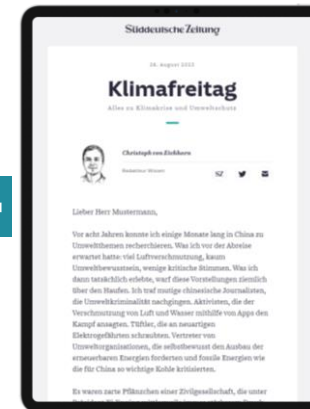 Süddeutsche Zeitung
26. August 2022
Klimafreitag
Alles zu Klimakrise und Umweltschutz
Christoph von Eichhorn
Redakteur Wissen
SZ
Lieber Herr Mustermann,
Vor acht Jahren konnte ich einige Monate lang in China zu
Umweltthemen recherchieren. Was ich vor der Abreise
erwartet hatte: viel Luftverschmutzung, kaum
Umweltbewusstsein, wenige kritische Stimmen. Was ich
dann tatsächlich erlebte, warf diese Vorstellungen ziemlich
über den Haufen. Ich traf mutige chinesische Journalisten,
die Umweltkriminalität nachgingen. Aktivisten, die der
Verschmutzung von Luft und Wasser mithilfe von Apps den
Kampf ansagten. Tüftler, die an neuartigen
Elektrogefährten schraubten. Vertreter von
Umweltorganisationen, die selbstbewusst den Ausbau der
erneuerbaren Energien forderten und fossile Energien wie
die für China so wichtige Kohle kritisierten.
Es waren zarte Pflänzchen einer Zivilgesellschaft, die unter